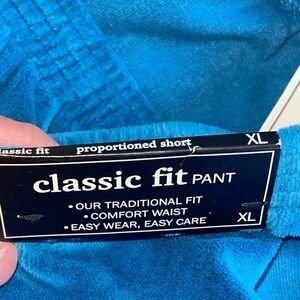 classic fit proportioned short XL
classic fit PANT
• OUR TRADITIONAL FIT
• COMFORT WAIST
• EASY WEAR, EASY CARE XL